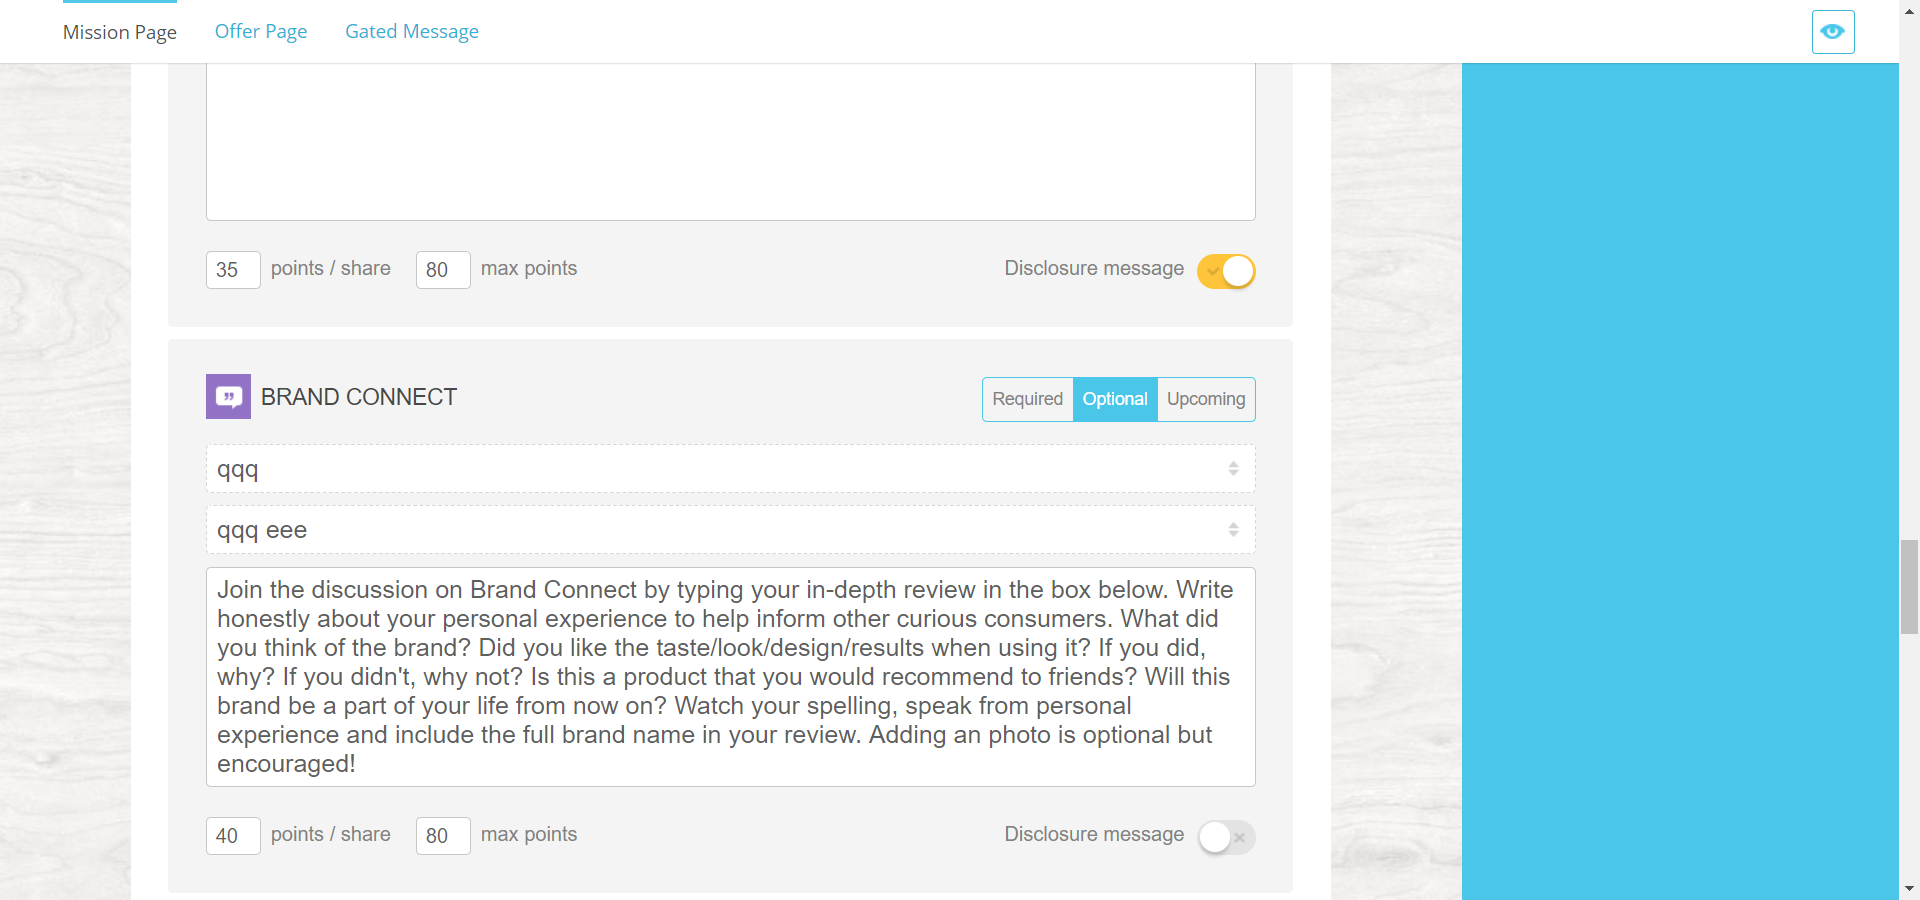 Mission Page
Offer Page
Gated Message
35 points / share 80 max points Disclosure message
BRAND CONNECT
Required Optional Upcoming
qqq
qqq eee
Join the discussion on Brand Connect by typing your in-depth review in the box below. Write
honestly about your personal experience to help inform other curious consumers. What did
you think of the brand? Did you like the taste/look/design/results when using it? If you did,
why? If you didn't, why not? Is this a product that you would recommend to friends? Will this
brand be a part of your life from now on? Watch your spelling, speak from personal
experience and include the full brand name in your review. Adding an photo is optional but
encouraged!
40 points / share 80 max points Disclosure message